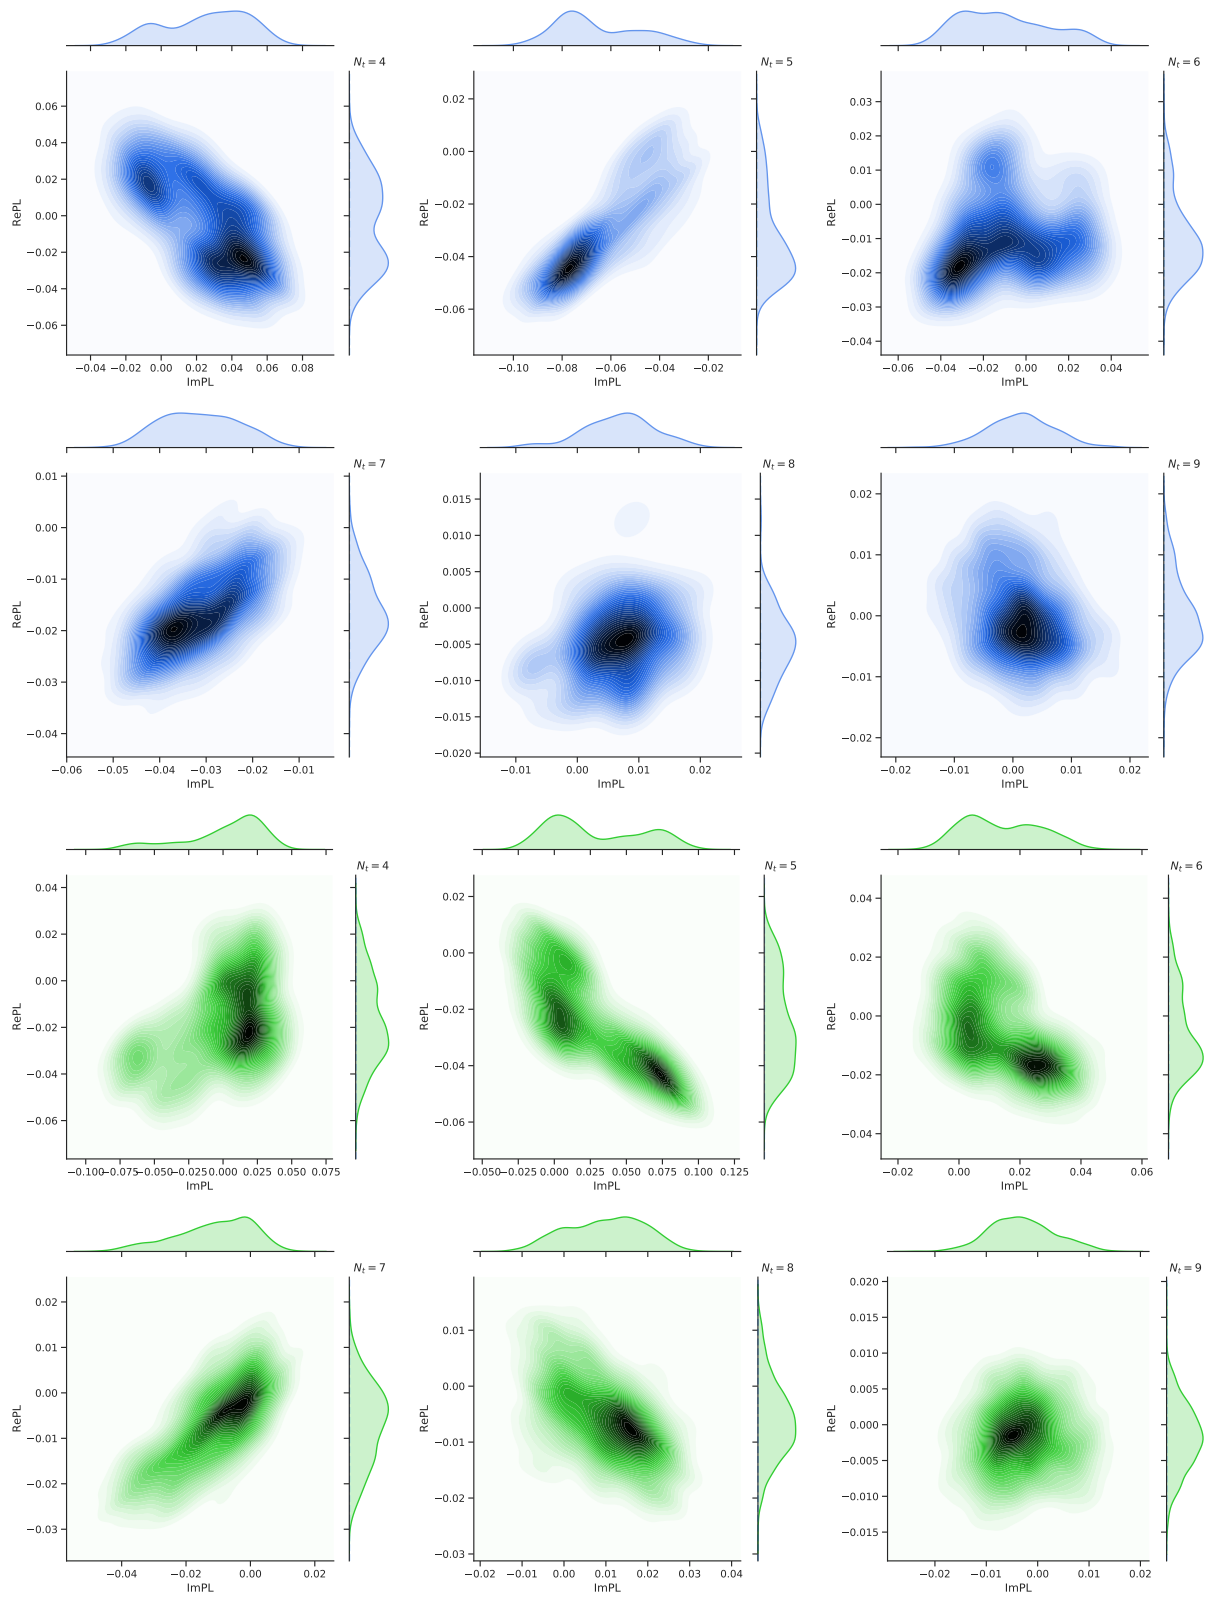 N_t = 4
0.06
0.04
0.02
0.00
−0.02
−0.04
−0.06
RePL
−0.04 −0.02 0.00 0.02 0.04 0.06 0.08
ImPL
N_t = 5
0.02
0.00
−0.02
−0.04
−0.06
RePL
−0.10 −0.08 −0.06 −0.04 −0.02
ImPL
N_t = 6
0.03
0.02
0.01
0.00
−0.01
−0.02
−0.03
−0.04
RePL
−0.06 −0.04 −0.02 0.00 0.02 0.04
ImPL
N_t = 7
0.01
0.00
−0.01
−0.02
−0.03
−0.04
RePL
−0.06 −0.05 −0.04 −0.03 −0.02 −0.01
ImPL
N_t = 8
0.015
0.010
0.005
0.000
−0.005
−0.010
−0.015
−0.020
RePL
−0.01 0.00 0.01 0.02
ImPL
N_t = 9
0.02
0.01
0.00
−0.01
−0.02
RePL
−0.02 −0.01 0.00 0.01 0.02
ImPL
N_t = 4
0.04
0.02
0.00
−0.02
−0.04
−0.06
RePL
−0.100 −0.075 −0.050 −0.025 0.000 0.025 0.050 0.075
ImPL
N_t = 5
0.02
0.00
−0.02
−0.04
−0.06
RePL
−0.050 −0.025 0.000 0.025 0.050 0.075 0.100 0.125
ImPL
N_t = 6
0.04
0.02
0.00
−0.02
−0.04
RePL
−0.02 0.00 0.02 0.04 0.06
ImPL
N_t = 7
0.02
0.01
0.00
−0.01
−0.02
−0.03
RePL
−0.04 −0.02 0.00 0.02
ImPL
N_t = 8
0.01
0.00
−0.01
−0.02
−0.03
RePL
−0.02 −0.01 0.00 0.01 0.02 0.03 0.04
ImPL
N_t = 9
0.020
0.015
0.010
0.005
0.000
−0.005
−0.010
−0.015
RePL
−0.02 −0.01 0.00 0.01 0.02
ImPL